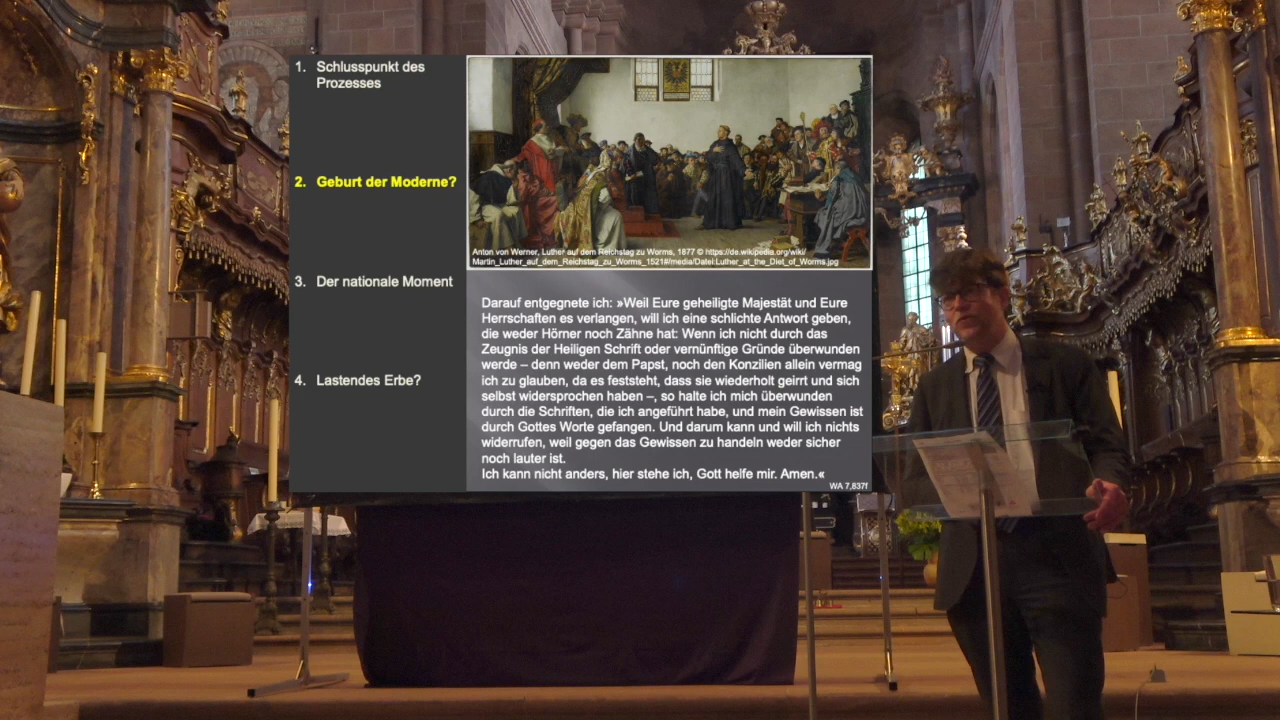 1. Schlusspunkt des
Prozesses
2. Geburt der Moderne?
3. Der nationale Moment
4. Lastendes Erbe?
Anton von Werner, Luther auf dem Reichstag zu Worms, 1877 © https://de.wikipedia.org/wiki/
Martin_Luther_auf_dem_Reichstag_zu_Worms_1521#/media/Datei:Luther_at_the_Diet_of_Worms.jpg
Darauf entgegnete ich: »Weil Eure geheiligte Majestät und Eure
Herrschaften es verlangen, will ich eine schlichte Antwort geben,
die weder Hörner noch Zähne hat: Wenn ich nicht durch das
Zeugnis der Heiligen Schrift oder vernünftige Gründe überwunden
werde – denn weder dem Papst, noch den Konzilien allein vermag
ich zu glauben, da es feststeht, dass sie wiederholt geirrt und sich
selbst widersprochen haben –, so halte ich mich überwunden
durch die Schriften, die ich angeführt habe, und mein Gewissen ist
durch Gottes Worte gefangen. Und darum kann und will ich nichts
widerrufen, weil gegen das Gewissen zu handeln weder sicher
noch lauter ist.
Ich kann nicht anders, hier stehe ich, Gott helfe mir. Amen.«
WA 7,837f